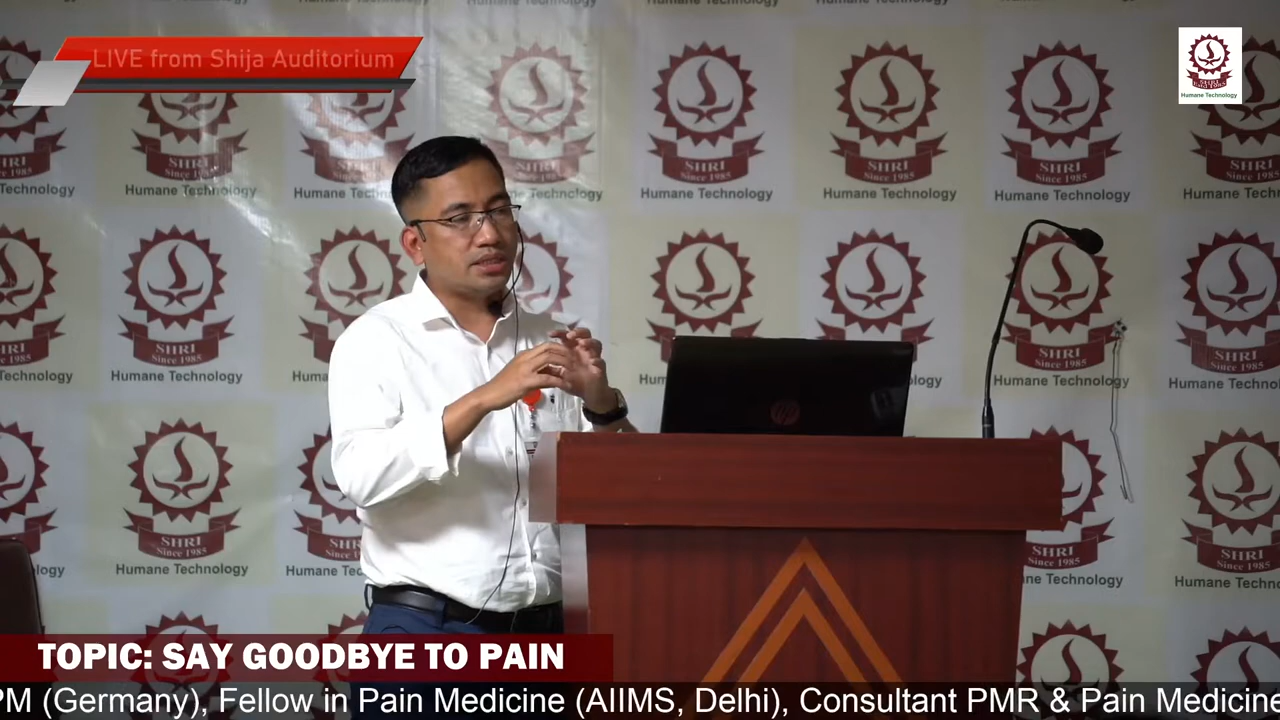 LIVE from Shija Auditorium
SHRI
Since 1985
Humane Technology
TOPIC: SAY GOODBYE TO PAIN
PM (Germany), Fellow in Pain Medicine (AIIMS, Delhi), Consultant PMR & Pain Medicine